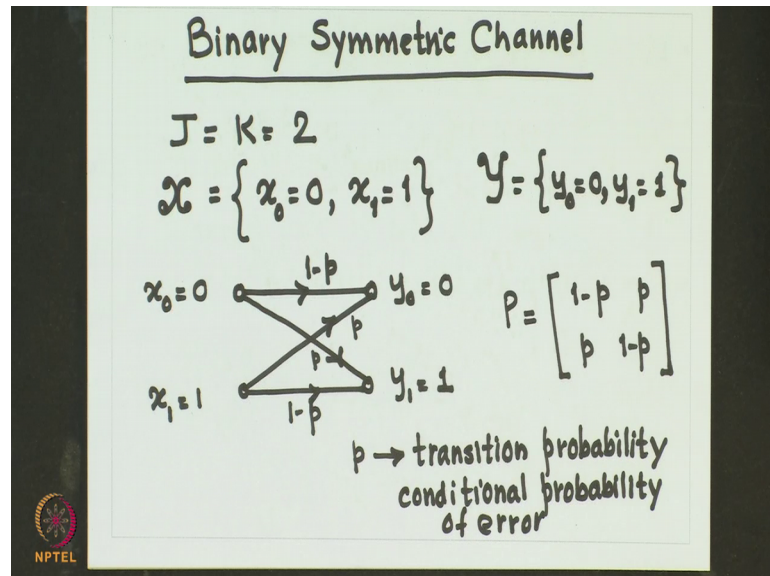 Binary Symmetric Channel
J = K = 2
𝒳 = { x₀ = 0, x₁ = 1 } 𝒴 = { y₀ = 0, y₁ = 1 }
1-p
x₀ = 0 y₀ = 0
p
p
x₁ = 1 y₁ = 1
1-p
P = [ 1-p p
p 1-p ]
p → transition probability
conditional probability
of error
NPTEL